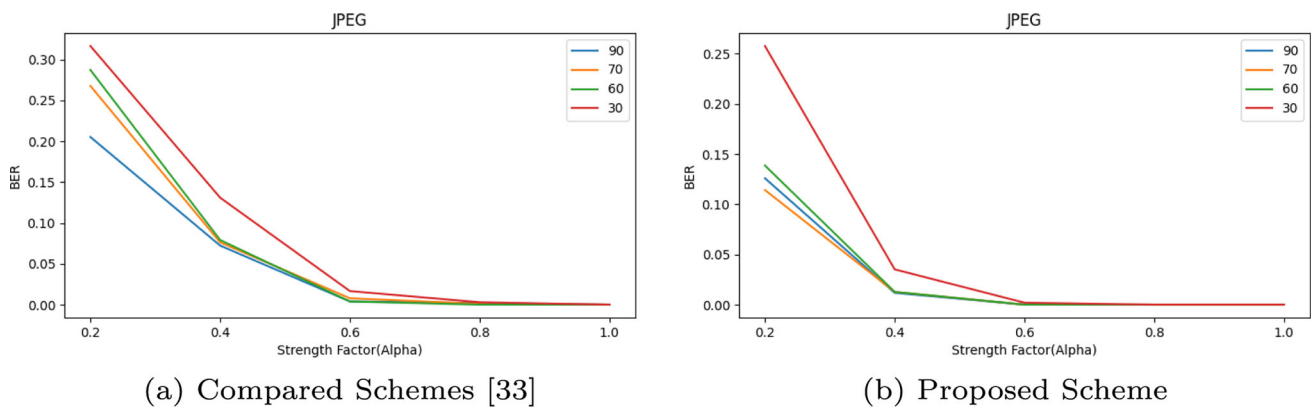 JPEG
90
70
60
30
0.30
0.25
0.20
0.15
0.10
0.05
0.00
BER
0.2 0.4 0.6 0.8 1.0
Strength Factor(Alpha)
(a) Compared Schemes [33]
JPEG
90
70
60
30
0.25
0.20
0.15
0.10
0.05
0.00
BER
0.2 0.4 0.6 0.8 1.0
Strength Factor(Alpha)
(b) Proposed Scheme